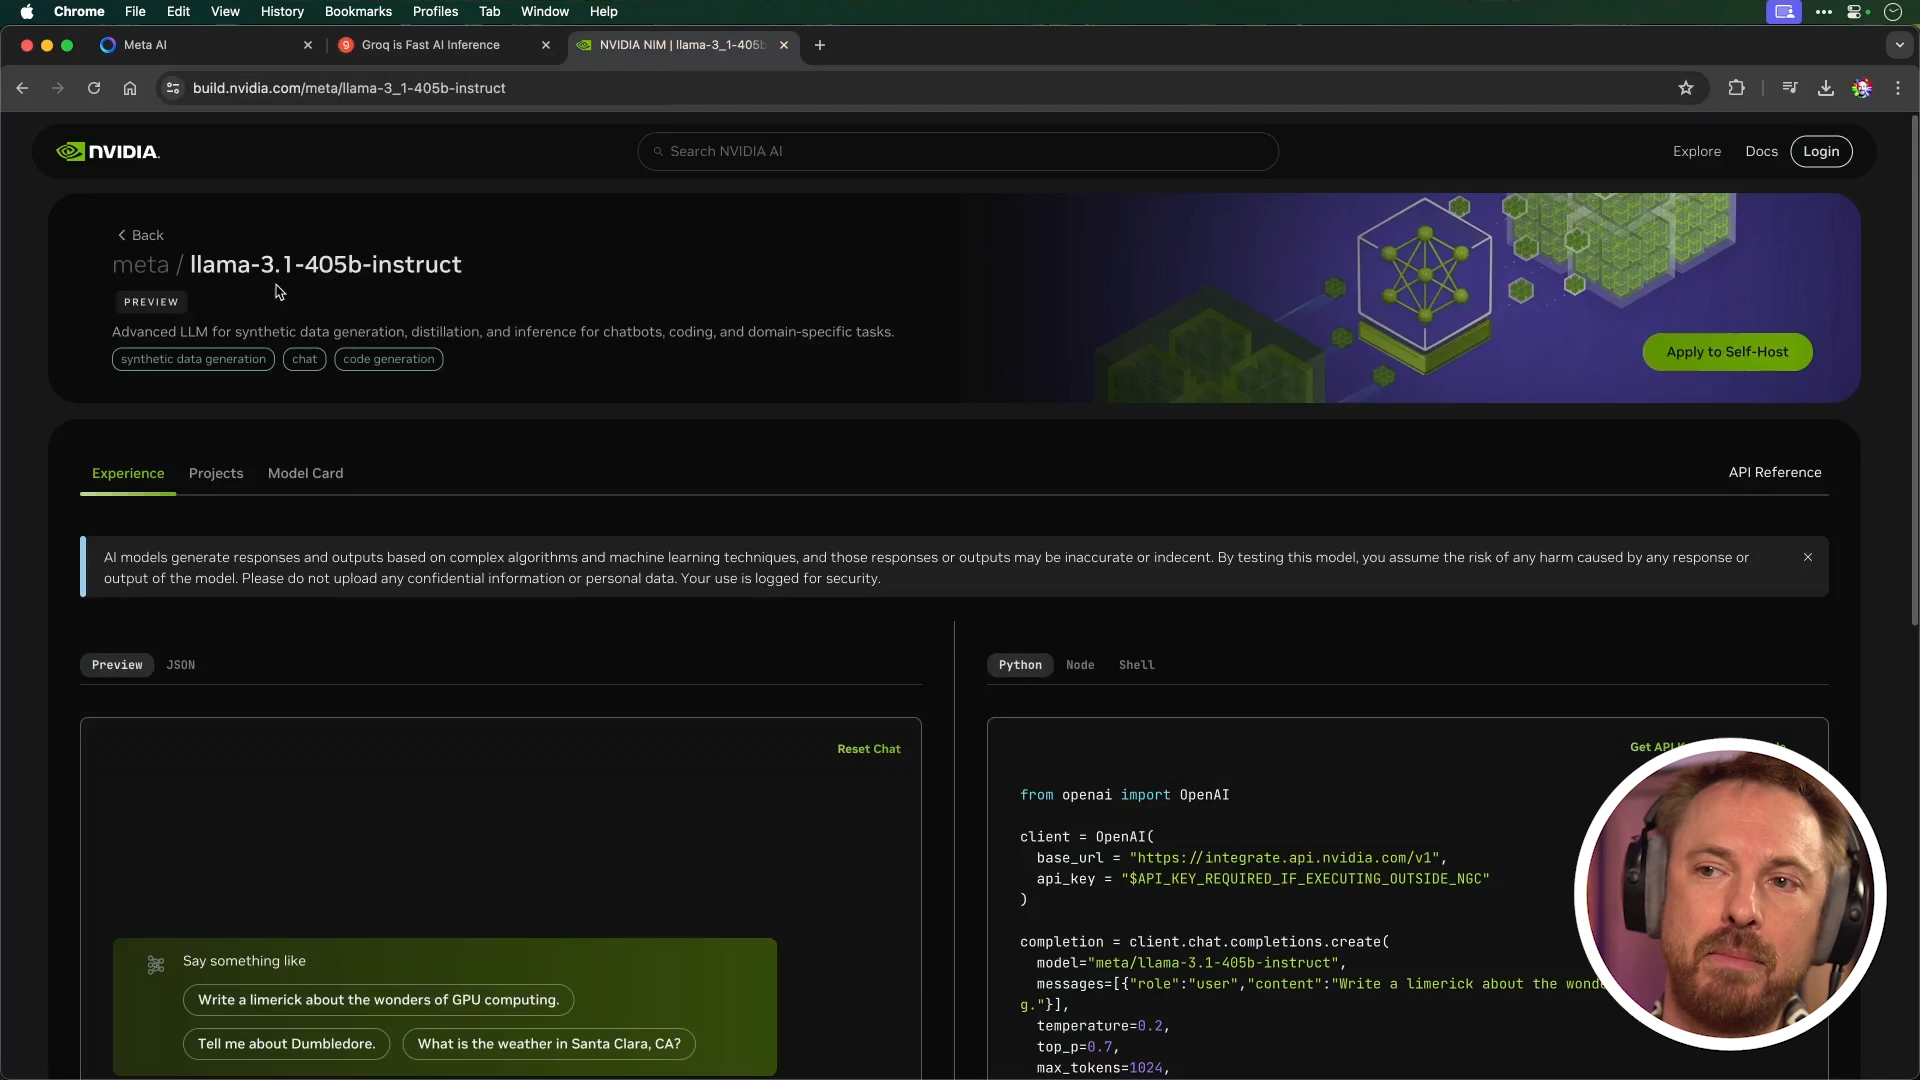 Chrome File Edit View History Bookmarks Profiles Tab Window Help
Meta AI
Groq is Fast AI Inference
NVIDIA NIM | llama-3_1-405b
build.nvidia.com/meta/llama-3_1-405b-instruct
NVIDIA.
Search NVIDIA AI
Explore Docs Login
Back
meta / llama-3.1-405b-instruct
PREVIEW
Advanced LLM for synthetic data generation, distillation, and inference for chatbots, coding, and domain-specific tasks.
synthetic data generation chat code generation
Apply to Self-Host
Experience Projects Model Card
API Reference
AI models generate responses and outputs based on complex algorithms and machine learning techniques, and those responses or outputs may be inaccurate or indecent. By testing this model, you assume the risk of any harm caused by any response or
output of the model. Please do not upload any confidential information or personal data. Your use is logged for security.
Preview JSON
Reset Chat
Say something like
Write a limerick about the wonders of GPU computing.
Tell me about Dumbledore. What is the weather in Santa Clara, CA?
Python Node Shell
Get API
from openai import OpenAI
client = OpenAI(
base_url = "https://integrate.api.nvidia.com/v1",
api_key = "$API_KEY_REQUIRED_IF_EXECUTING_OUTSIDE_NGC"
)
completion = client.chat.completions.create(
model="meta/llama-3.1-405b-instruct",
messages=[{"role":"user","content":"Write a limerick about the
g."}],
temperature=0.2,
top_p=0.7,
max_tokens=1024,